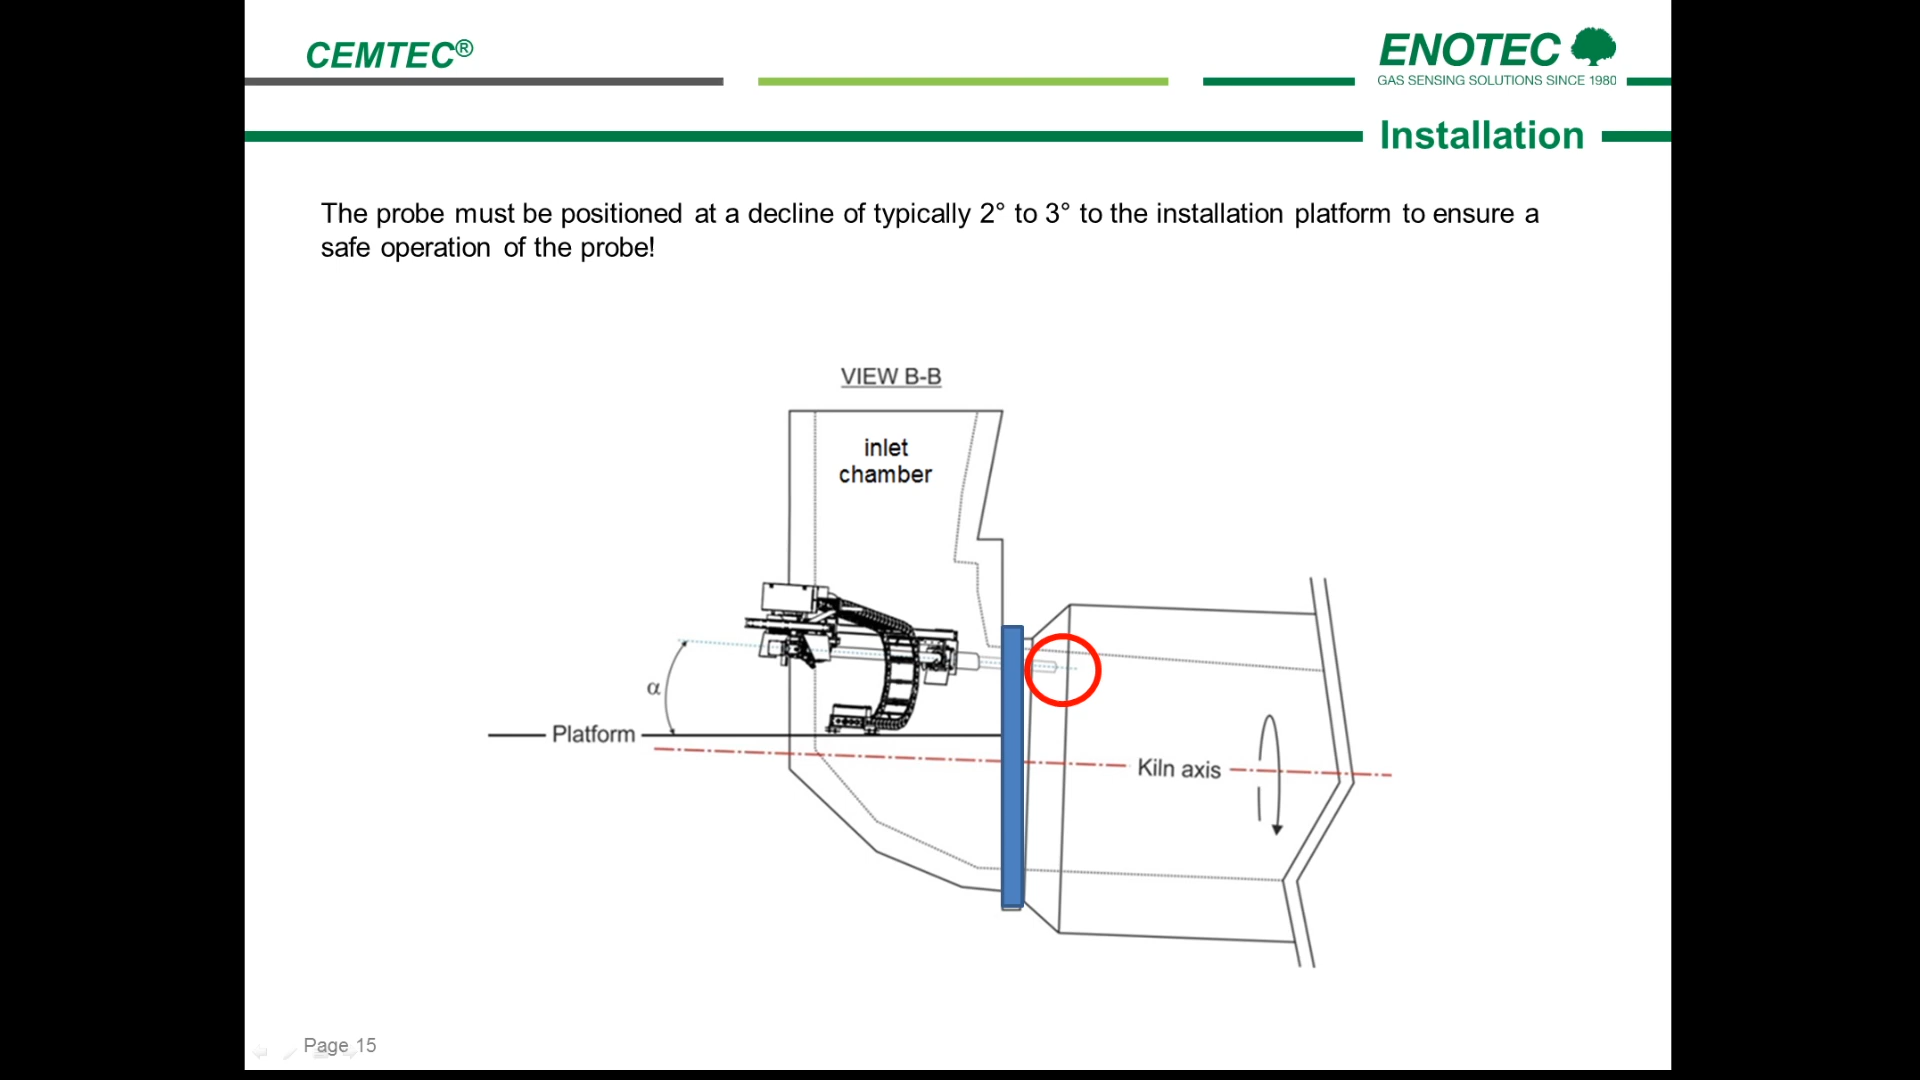 CEMTEC®
ENOTEC
GAS SENSING SOLUTIONS SINCE 1980
Installation
The probe must be positioned at a decline of typically 2° to 3° to the installation platform to ensure a
safe operation of the probe!
VIEW B-B
inlet
chamber
α
Platform
Kiln axis
Page 15